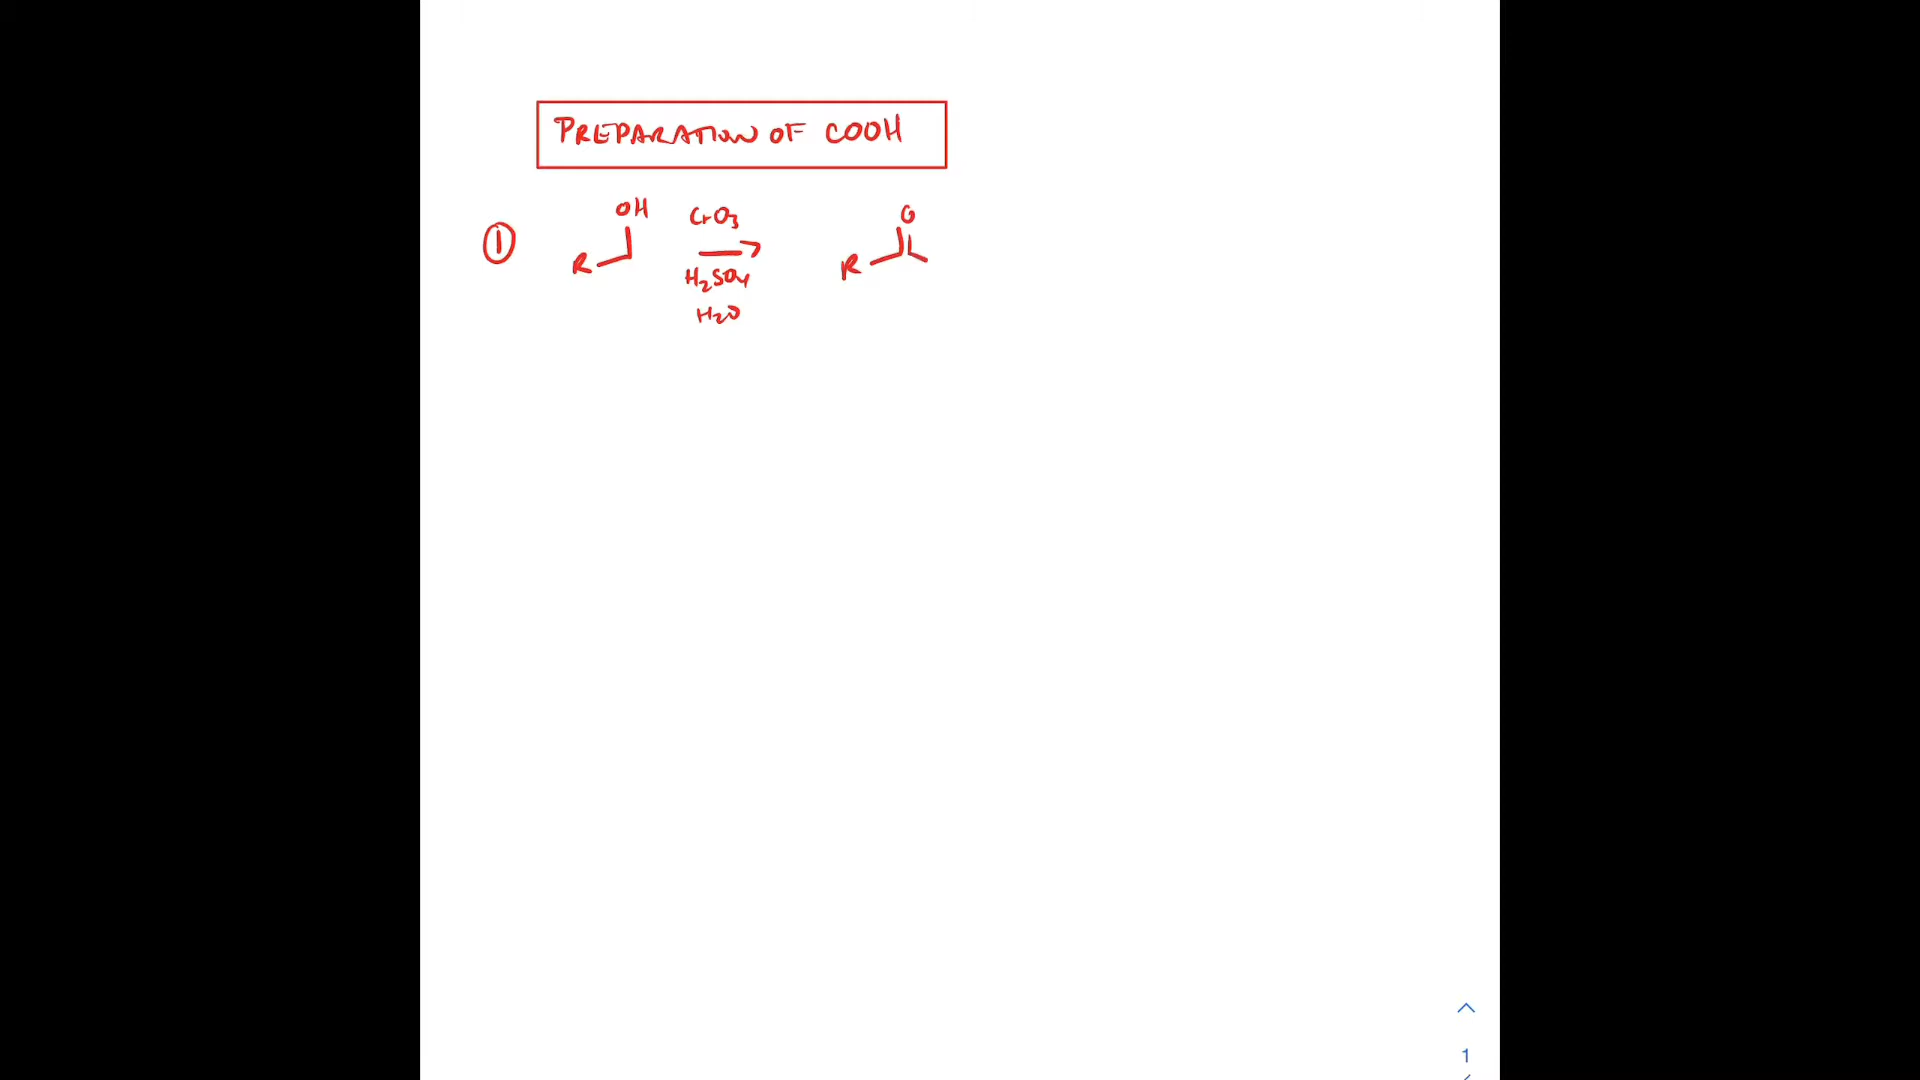 PREPARATION OF COOH
① R OH CrO₃ R O
H₂SO₄
H₂O
1